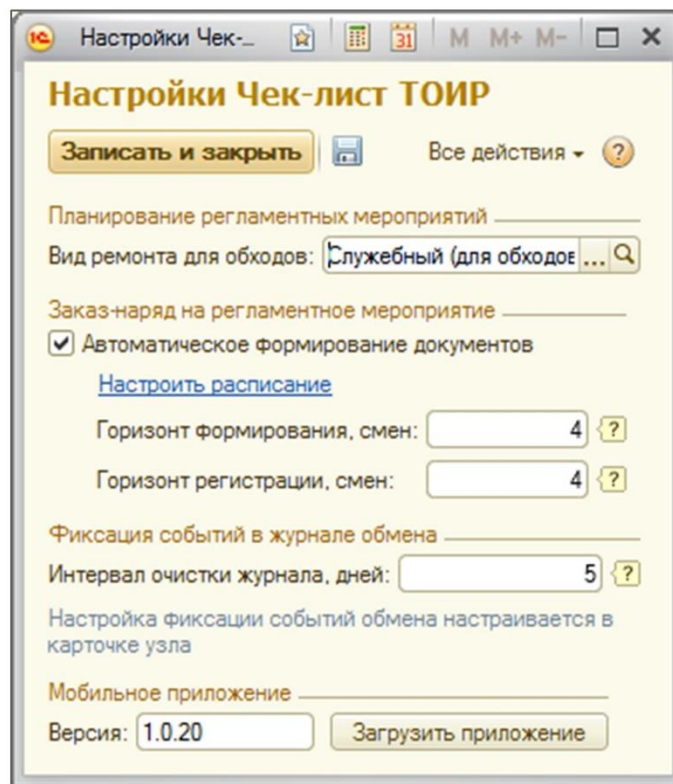 1С Настройки Чек-... 31 M M+ M-
Настройки Чек-лист ТОИР
Записать и закрыть Все действия ?
Планирование регламентных мероприятий
Вид ремонта для обходов: Служебный (для обходов ...
Заказ-наряд на регламентное мероприятие
Автоматическое формирование документов
Настроить расписание
Горизонт формирования, смен: 4 ?
Горизонт регистрации, смен: 4 ?
Фиксация событий в журнале обмена
Интервал очистки журнала, дней: 5 ?
Настройка фиксации событий обмена настраивается в
карточке узла
Мобильное приложение
Версия: 1.0.20 Загрузить приложение